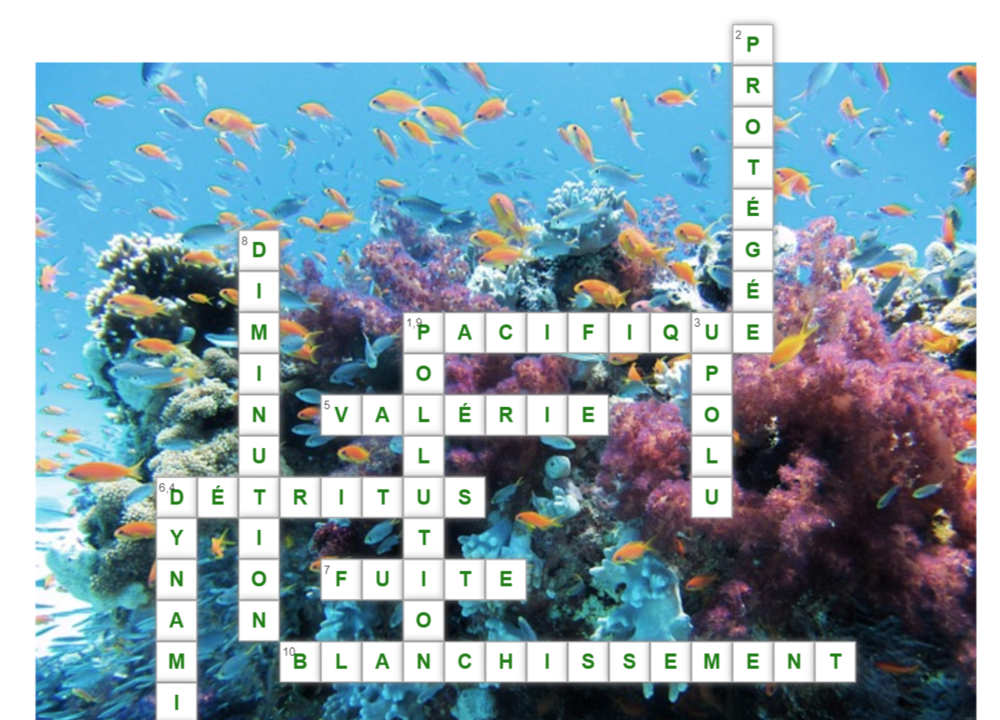 2 PROTÉGÉE
8 DIMINUTION
1,9 PACIFIQUE
POLLUTION
3 UPOLU
5 VALÉRIE
6,4 DÉTRITUS
DYNAMI
7 FUITE
10 BLANCHISSEMENT